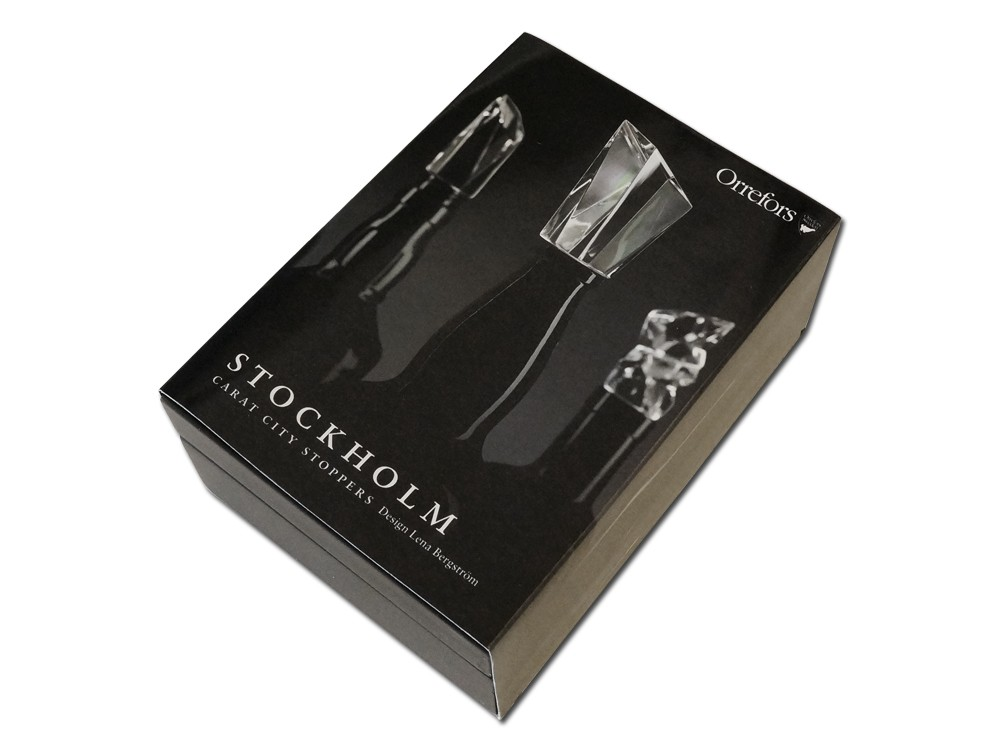 Orrefors
STOCKHOLM
CARAT CITY STOPPERS Design Lena Bergström